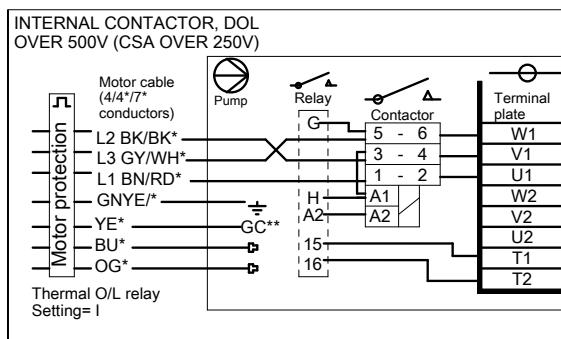 INTERNAL CONTACTOR, DOL
OVER 500V (CSA OVER 250V)
Motor cable
(4/4*/7*
conductors)
Pump
Relay
Contactor
Terminal
plate
Motor protection
L2 BK/BK*
L3 GY/WH*
L1 BN/RD*
GNYE/*
YE*
BU*
OG*
GC**
G
H
A2
15
16
5 - 6
3 - 4
1 - 2
A1
A2
W1
V1
U1
W2
V2
U2
T1
T2
Thermal O/L relay
Setting= I